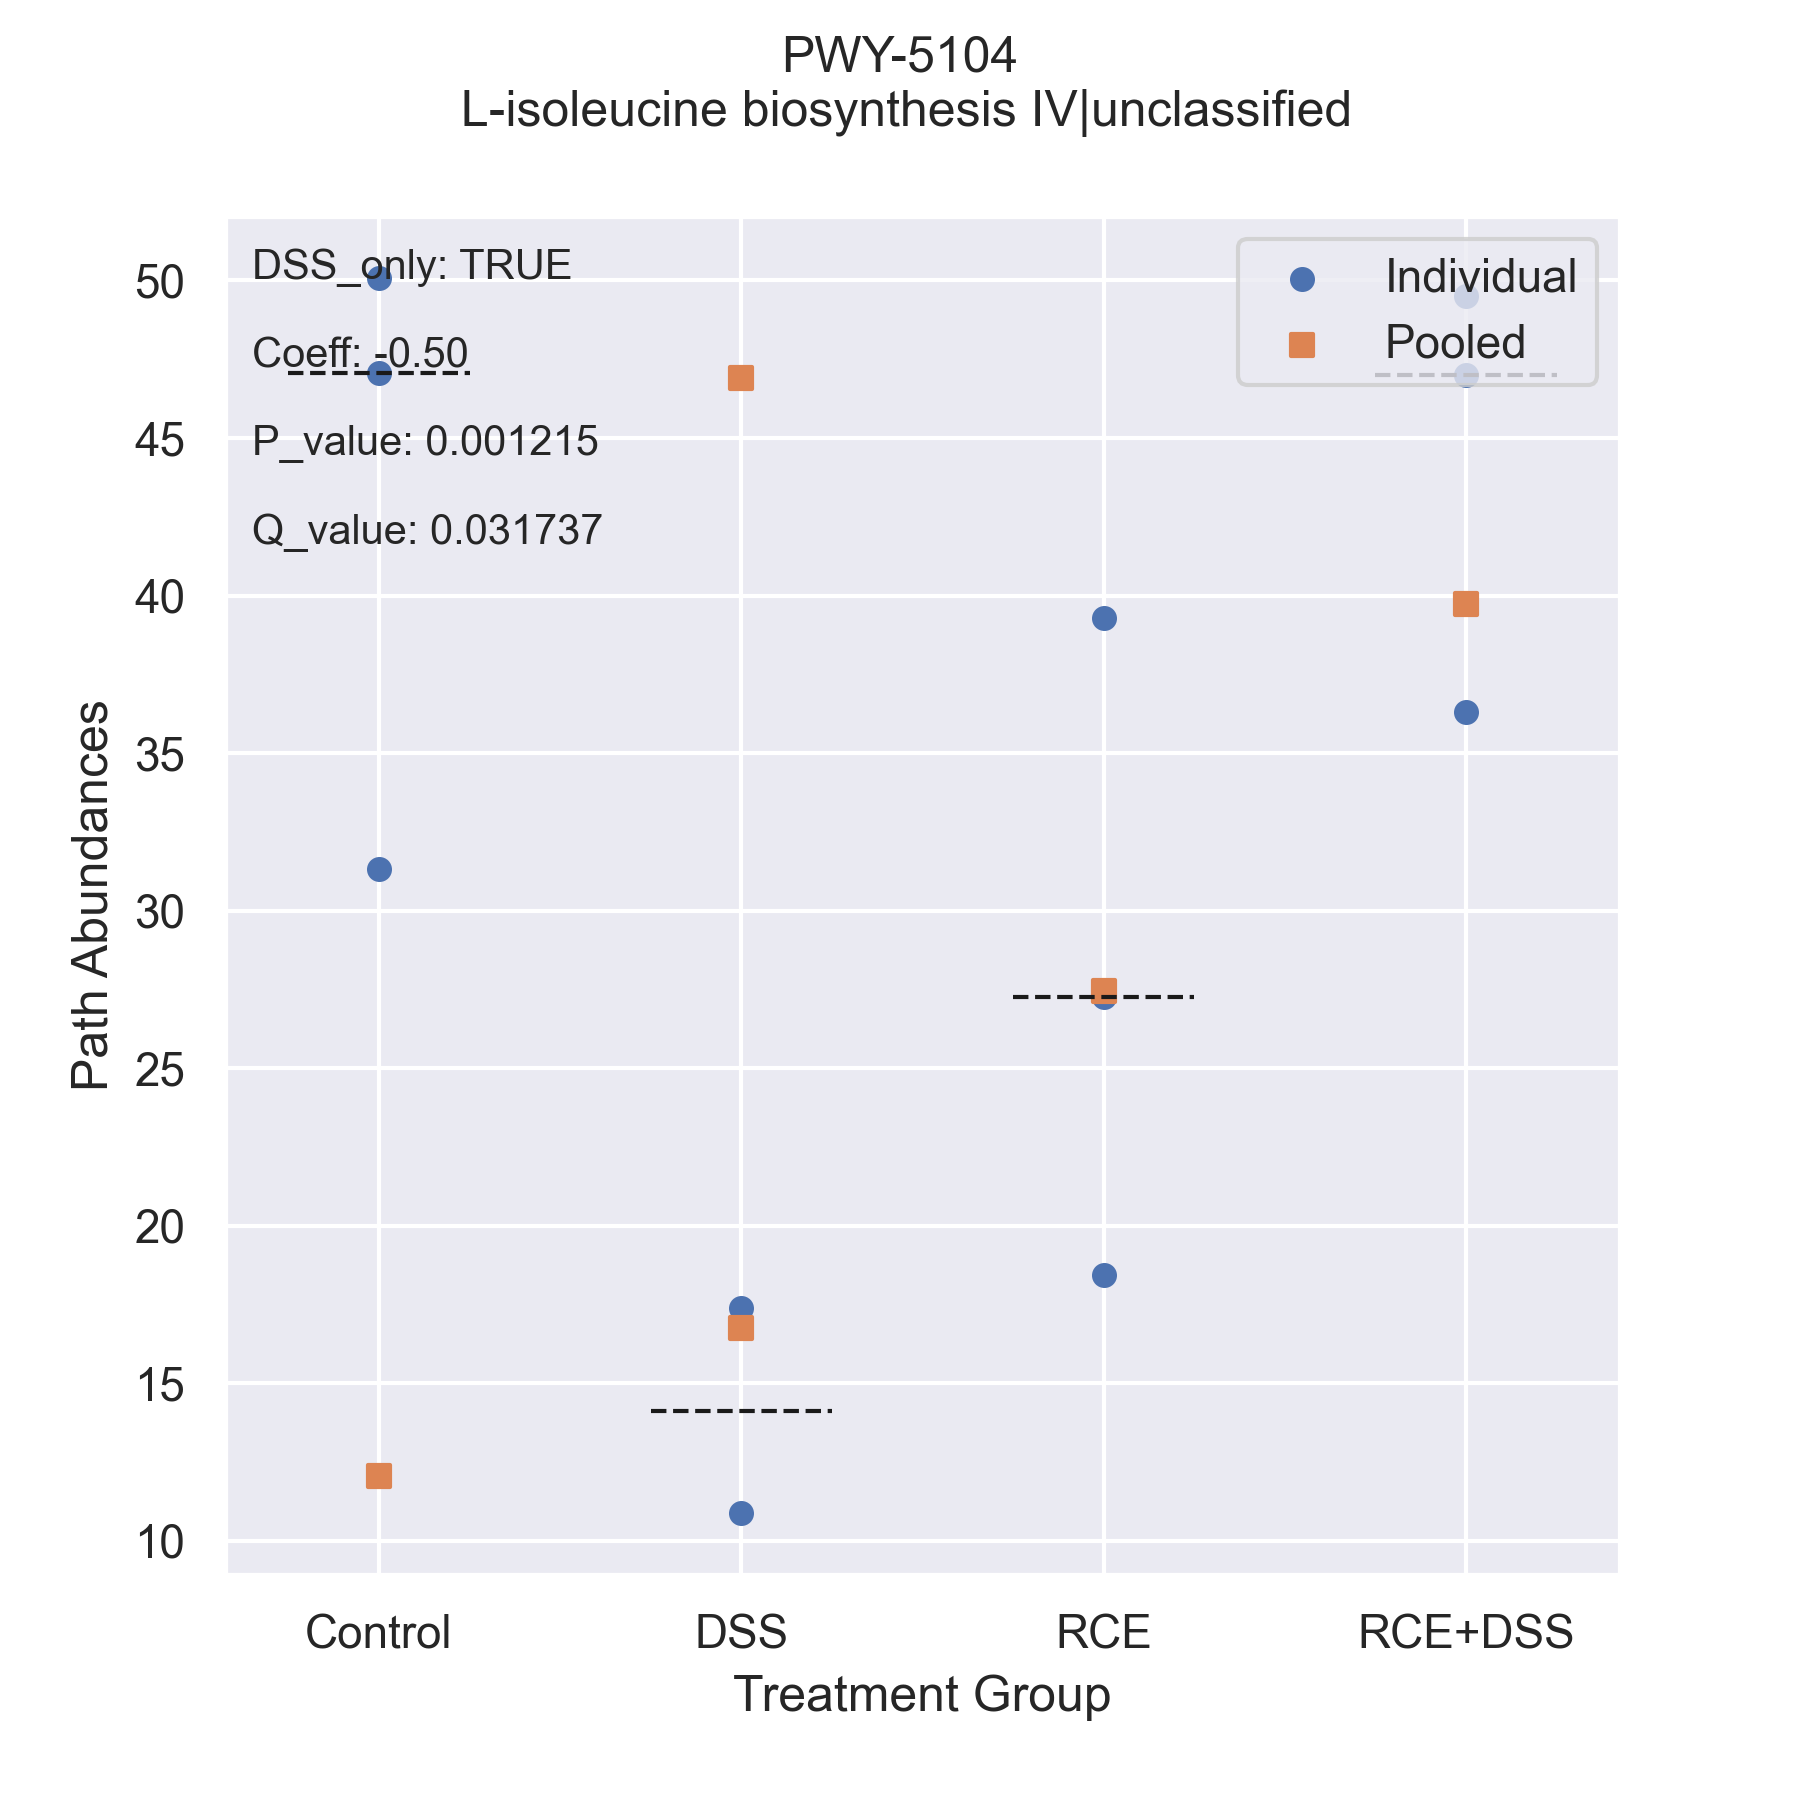 PWY-5104
L-isoleucine biosynthesis IV|unclassified
DSS_only: TRUE
Coeff: -0.50
P_value: 0.001215
Q_value: 0.031737
Individual
Pooled
50
45
40
35
30
25
20
15
10
Path Abundances
Control
DSS
RCE
RCE+DSS
Treatment Group